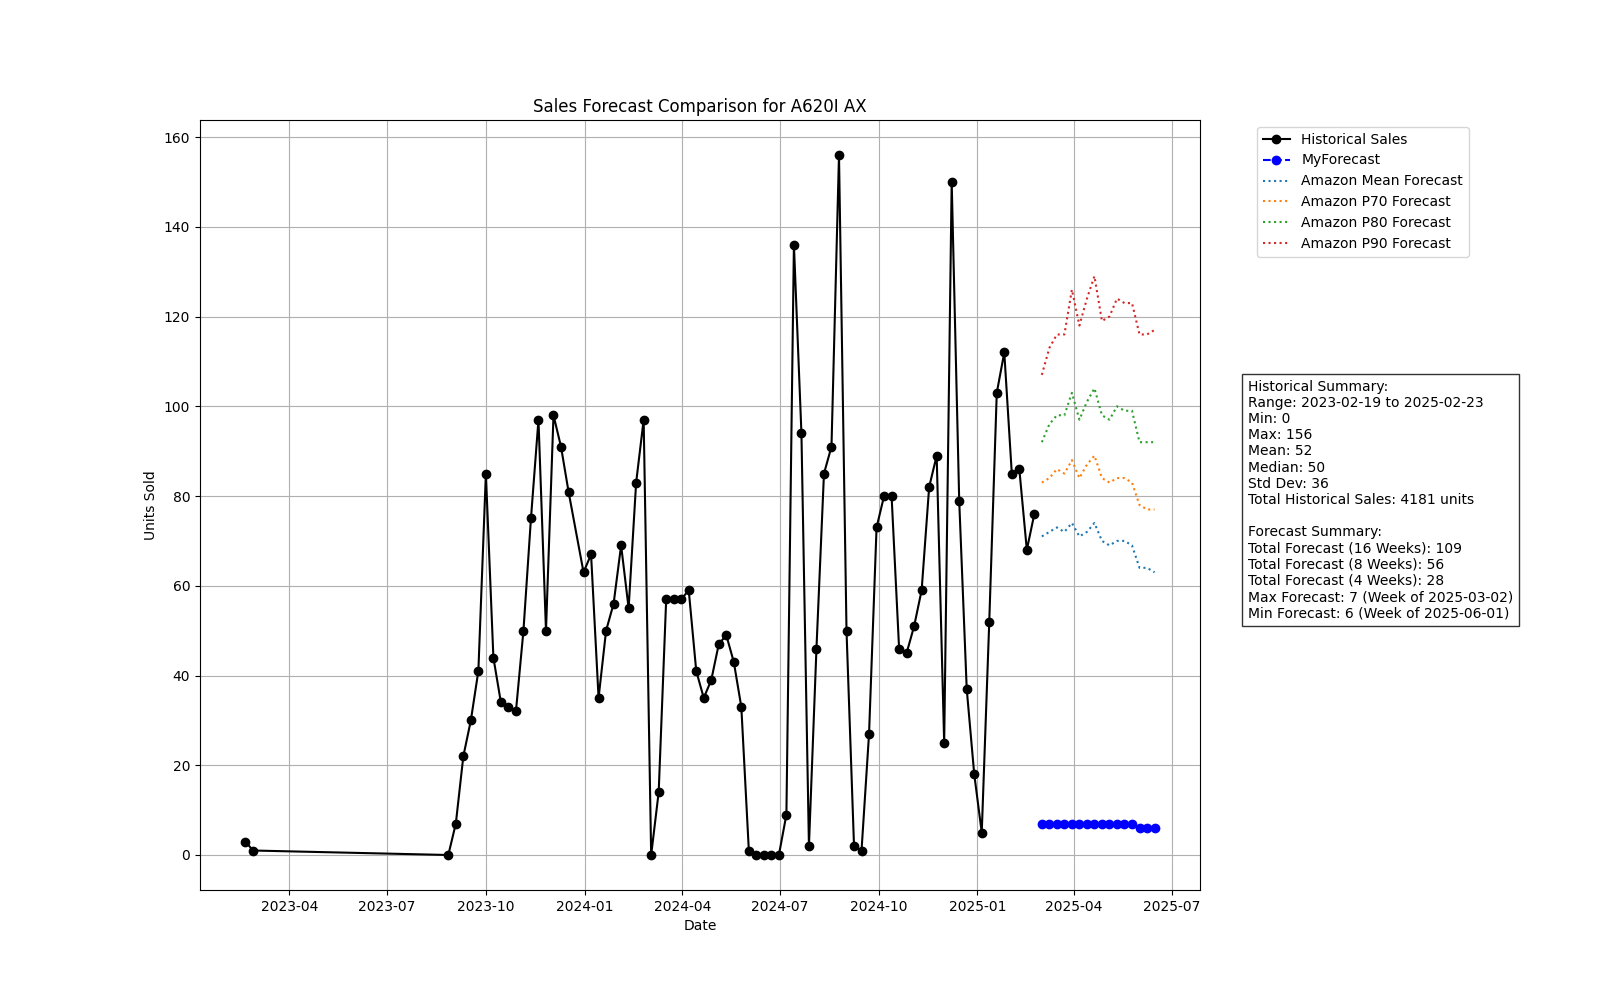 Sales Forecast Comparison for A620I AX
Units Sold
160
140
120
100
80
60
40
20
0
2023-04
2023-07
2023-10
2024-01
2024-04
2024-07
2024-10
2025-01
2025-04
2025-07
Date
Historical Sales
MyForecast
Amazon Mean Forecast
Amazon P70 Forecast
Amazon P80 Forecast
Amazon P90 Forecast
Historical Summary:
Range: 2023-02-19 to 2025-02-23
Min: 0
Max: 156
Mean: 52
Median: 50
Std Dev: 36
Total Historical Sales: 4181 units
Forecast Summary:
Total Forecast (16 Weeks): 109
Total Forecast (8 Weeks): 56
Total Forecast (4 Weeks): 28
Max Forecast: 7 (Week of 2025-03-02)
Min Forecast: 6 (Week of 2025-06-01)